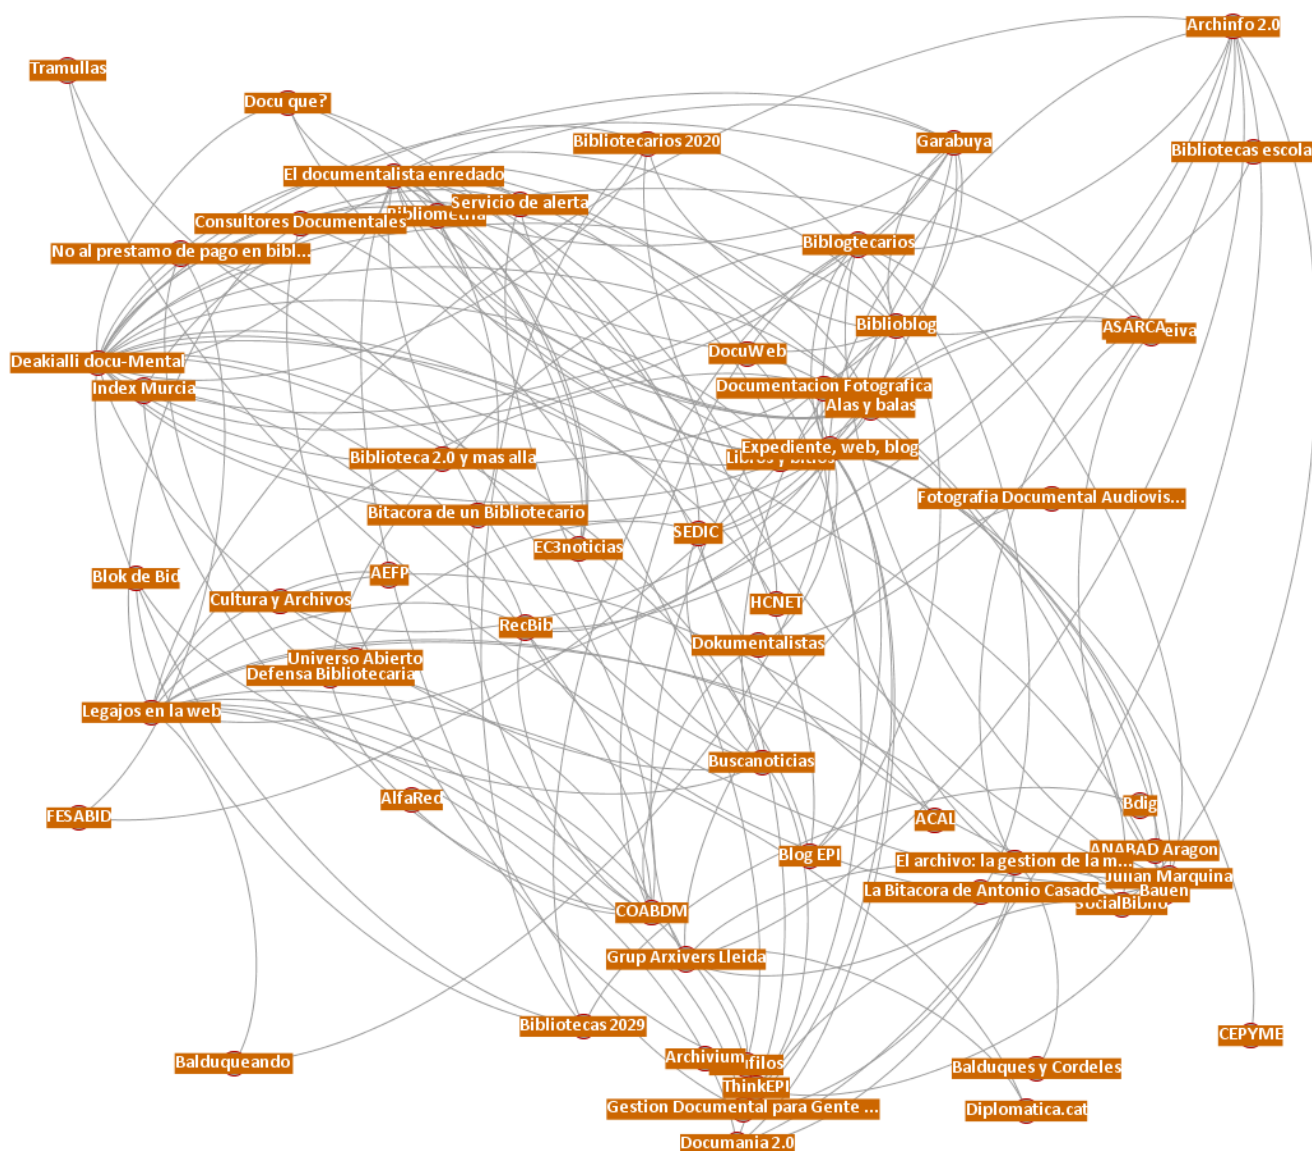 Archinfo 2.0
Tramullas
Docu que?
Bibliotecarios 2020
Garabuya
Bibliotecas escola
El documentalista enredado
Servicio de alerta
Consultores Documentales
No al prestamo de pago en bibl...
Biblogtecarios
Biblioblog
ASARCA
DocuWeb
Deakialli docu-Mental
Index Murcia
Documentacion Fotografica
Alas y balas
Expediente, web, blog
Biblioteca 2.0 y mas alla
Fotografia Documental Audiovis...
Bitacora de un Bibliotecario
SEDIC
EC3noticias
Blok de Bid
AEFP
Cultura y Archivos
HCNET
RecBib
Dokumentalistas
Universo Abierto
Defensa Bibliotecaria
Legajos en la web
Buscanoticias
FESABID
AlfaRed
Bdig
ACAL
Blog EPI
ANABAD Aragon
El archivo: la gestion de la m...
Julian Marquina
La Bitacora de Antonio Casado
Bauen
SocialBiblio
COABDM
Grup Arxivers Lleida
Bibliotecas 2029
CEPYME
Balduqueando
Archivium
Balduques y Cordeles
ThinkEPI
Gestion Documental para Gente ...
Diplomatica.cat
Documania 2.0